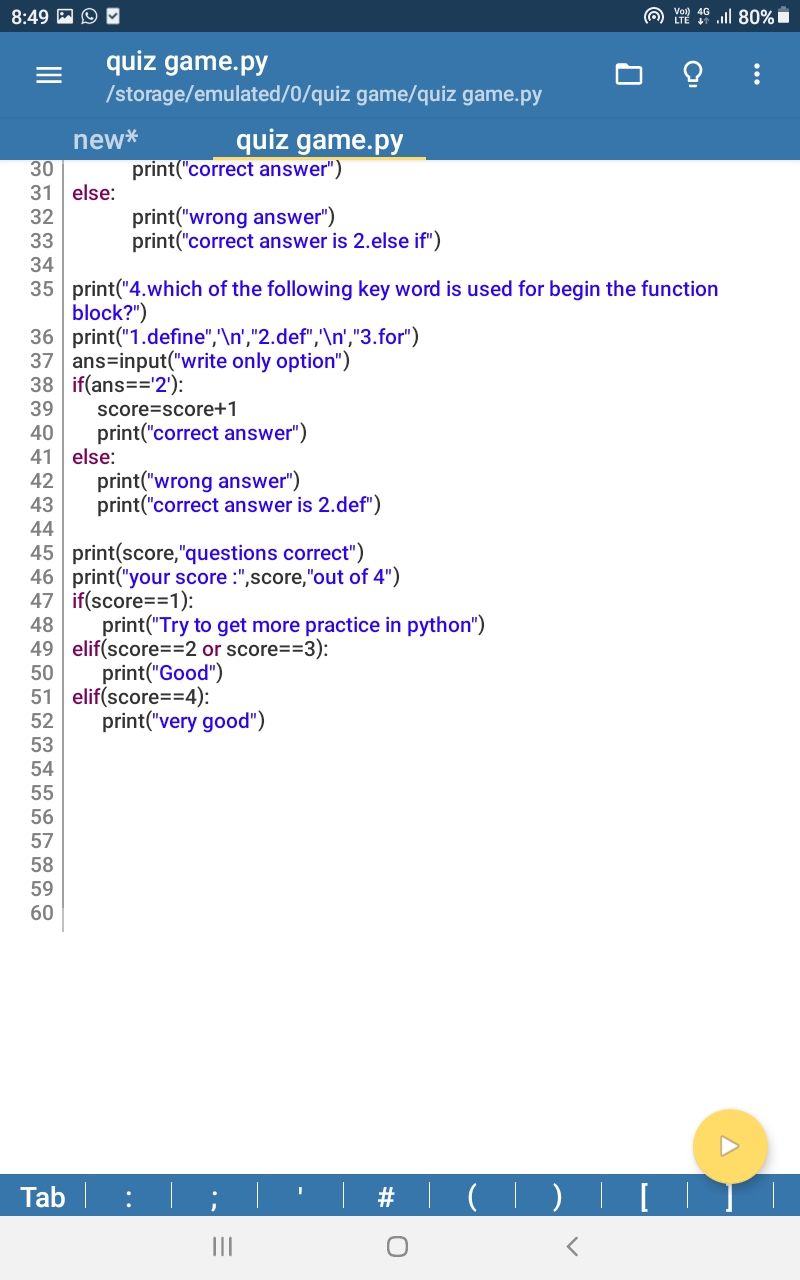 8:49 Vo) LTE 4G 80%
quiz game.py
/storage/emulated/0/quiz game/quiz game.py
new* quiz game.py
30 print("correct answer")
31 else:
32 print("wrong answer")
33 print("correct answer is 2.else if")
34
35 print("4.which of the following key word is used for begin the function
block?")
36 print("1.define",'\n',"2.def",'\n',"3.for")
37 ans=input("write only option")
38 if(ans=='2'):
39 score=score+1
40 print("correct answer")
41 else:
42 print("wrong answer")
43 print("correct answer is 2.def")
44
45 print(score,"questions correct")
46 print("your score :",score,"out of 4")
47 if(score==1):
48 print("Try to get more practice in python")
49 elif(score==2 or score==3):
50 print("Good")
51 elif(score==4):
52 print("very good")
53
54
55
56
57
58
59
60
Tab : ; ' # ( ) [ ]